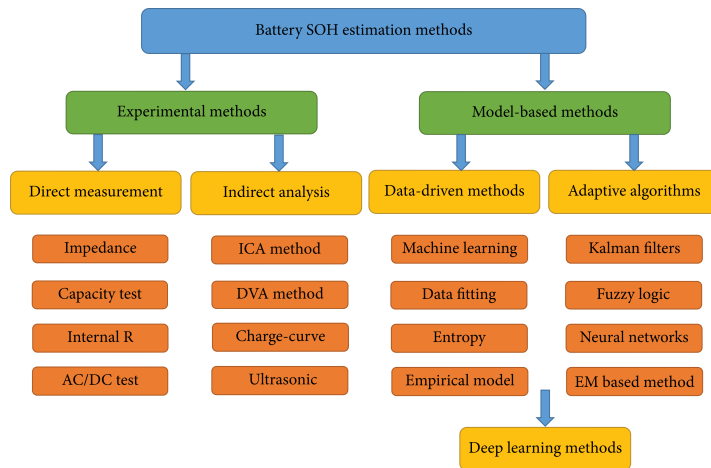 Battery SOH estimation methods
Experimental methods
Model-based methods
Direct measurement
Indirect analysis
Data-driven methods
Adaptive algorithms
Impedance
ICA method
Machine learning
Kalman filters
Capacity test
DVA method
Data fitting
Fuzzy logic
Internal R
Charge-curve
Entropy
Neural networks
AC/DC test
Ultrasonic
Empirical model
EM based method
Deep learning methods